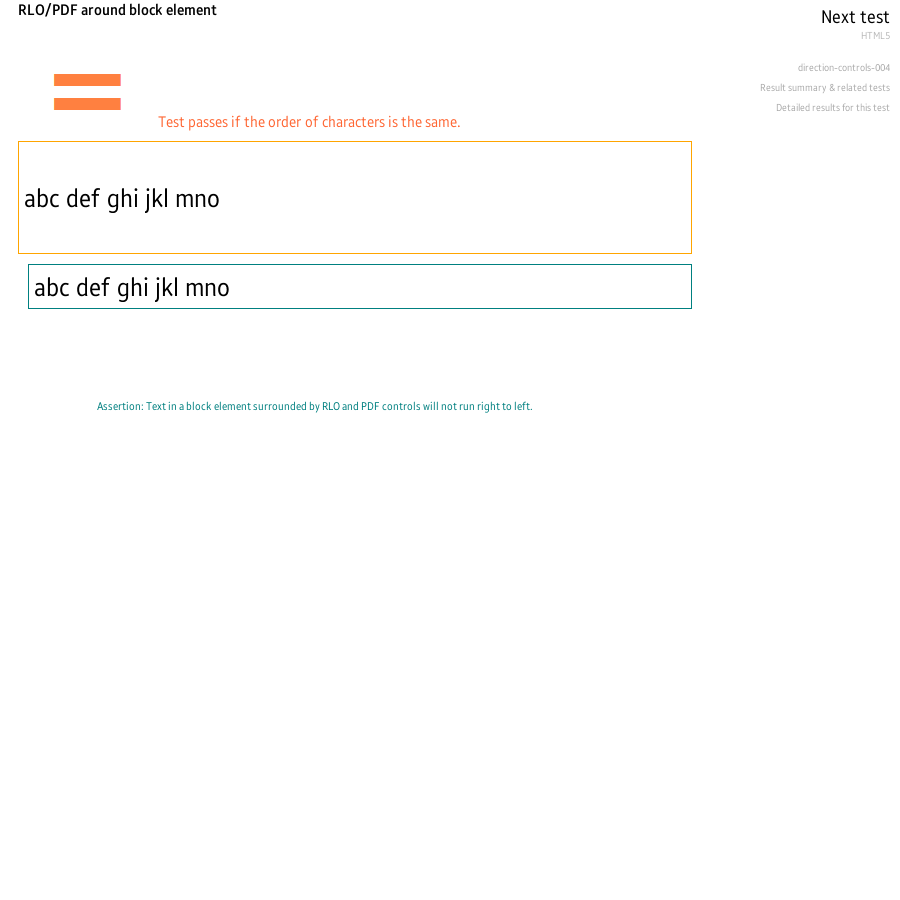 RLO/PDF around block element
Next test
HTML5
direction-controls-004
Result summary & related tests
Detailed results for this test
Test passes if the order of characters is the same.
abc def ghi jkl mno
abc def ghi jkl mno
Assertion: Text in a block element surrounded by RLO and PDF controls will not run right to left.